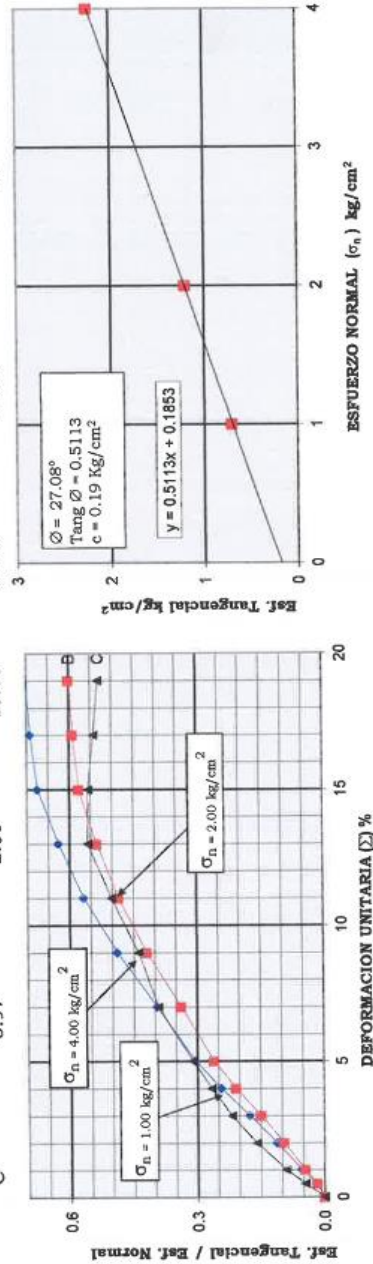 C
0.6
0.3
0.0
Esf. Tangencial / Esf. Normal
σn = 4.00 kg/cm²
σn = 1.00 kg/cm²
σn = 2.00 kg/cm²
B
C
0
5
10
15
20
DEFORMACION UNITARIA (Σ) %
3
2
1
0
Esf. Tangencial kg/cm²
Ø = 27.08°
Tang Ø = 0.5113
c = 0.19 Kg/cm²
y = 0.5113x + 0.1853
0
1
2
3
4
ESFUERZO NORMAL (σn) kg/cm²